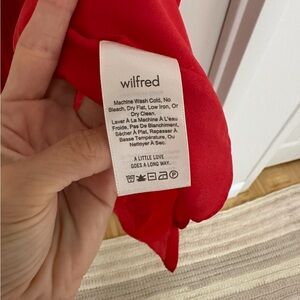 wilfred
Machine Wash Cold, No
Bleach, Dry Flat, Low Iron, Or
Dry Clean.
Laver À La Machine À L'eau
Froide, Pas De Blanchiment,
Sécher À Plat, Repasser À
Basse Température, Ou
Nettoyer À Sec.
A LITTLE LOVE
GOES A LONG WAY.